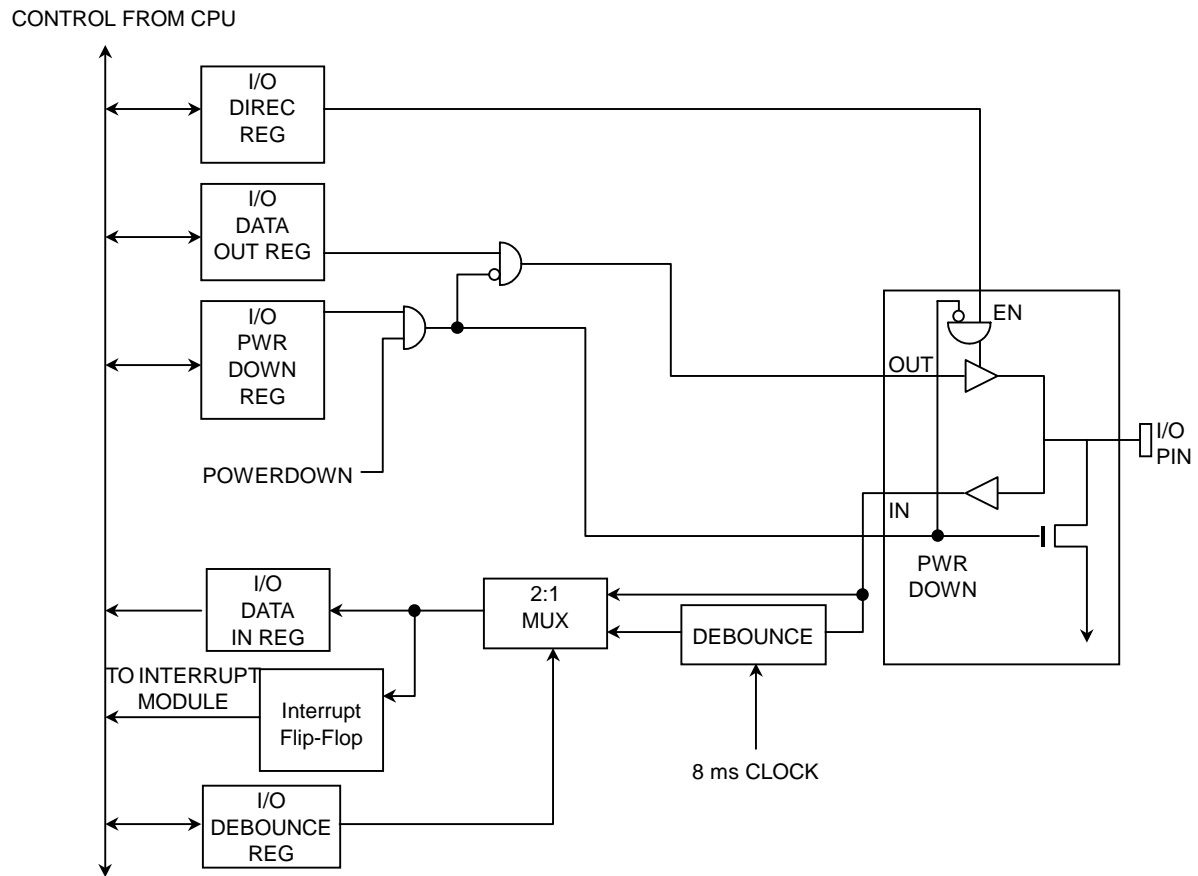 CONTROL FROM CPU
I/O
DIREC
REG
I/O
DATA
OUT REG
I/O
PWR
DOWN
REG
POWERDOWN
EN
OUT
I/O
PIN
IN
PWR
DOWN
I/O
DATA
IN REG
2:1
MUX
DEBOUNCE
TO INTERRUPT
MODULE
Interrupt
Flip-Flop
8 ms CLOCK
I/O
DEBOUNCE
REG